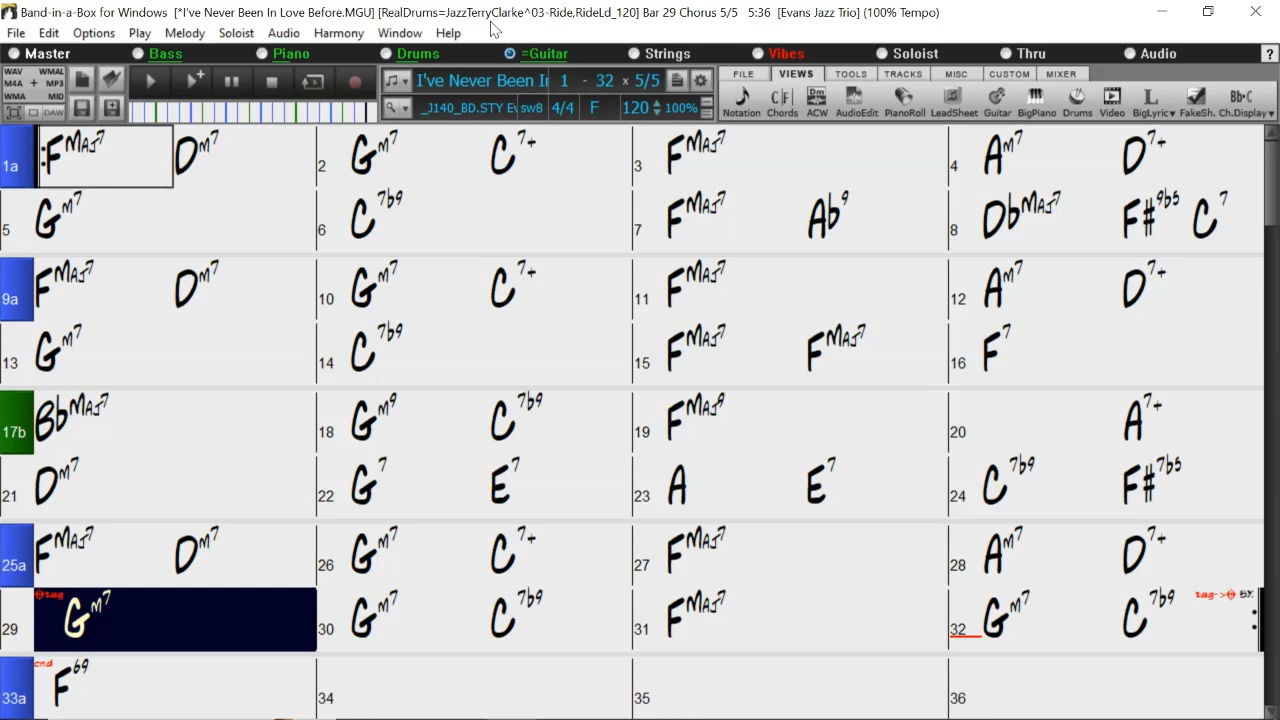 Band-in-a-Box for Windows [*I've Never Been In Love Before.MGU] [RealDrums=JazzTerryClarke^03-Ride,RideLd_120] Bar 29 Chorus 5/5 5:36 [Evans Jazz Trio] (100% Tempo)
File Edit Options Play Melody Soloist Audio Harmony Window Help
Master Bass Piano Drums =Guitar Strings Vibes Soloist Thru Audio ?
WAV WMAL
M4A + MP3
WMA MID
DAW
I've Never Been In 1 - 32 x 5/5
_J140_BD.STY Ev sw8 4/4 F 120 100%
FILE VIEWS TOOLS TRACKS MISC CUSTOM MIXER
Dm7 Bb›C
Notation Chords ACW AudioEdit PianoRoll LeadSheet Guitar BigPiano Drums Video BigLyric FakeSh. Ch.Display
1a :FMAJ7 Dm7 2 Gm7 C7+ 3 FMAJ7 4 Am7 D7+
5 Gm7 6 C7b9 7 FMAJ7 Ab9 8 DbMAJ7 F#9b5 C7
9a FMAJ7 Dm7 10 Gm7 C7+ 11 FMAJ7 12 Am7 D7+
13 Gm7 14 C7b9 15 FMAJ7 FMAJ7 16 F7
17b BbMAJ7 18 Gm9 C7b9 19 FMAJ9 20 A7+
21 Dm7 22 G7 E7 23 A E7 24 C7b9 F#7b5
25a FMAJ7 Dm7 26 Gm7 C7+ 27 FMAJ7 28 Am7 D7+
tag tag-> 5X
29 Gm7 30 Gm7 C7b9 31 FMAJ7 32 Gm7 C7b9 :
end
33a F69 34 35 36